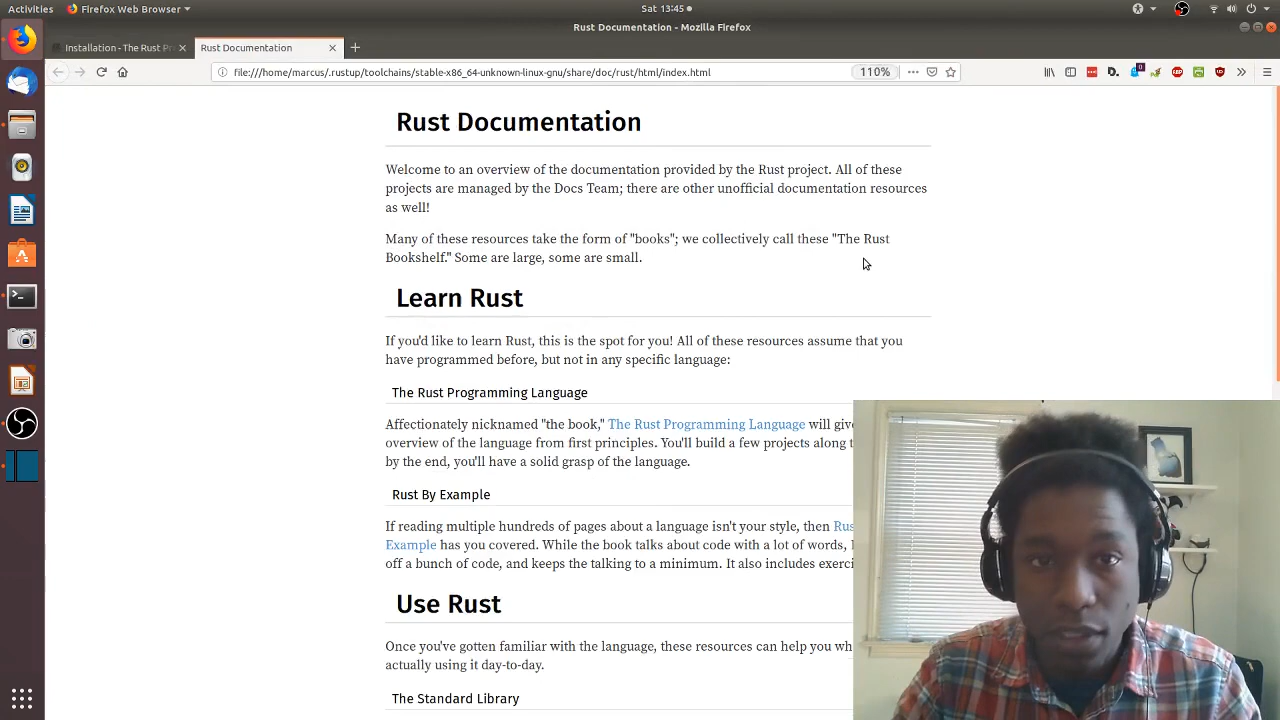 Activities
Firefox Web Browser
Sat 13:45
Rust Documentation - Mozilla Firefox
Installation - The Rust Pr
Rust Documentation
file:///home/marcus/.rustup/toolchains/stable-x86_64-unknown-linux-gnu/share/doc/rust/html/index.html
110%
Rust Documentation
Welcome to an overview of the documentation provided by the Rust project. All of these
projects are managed by the Docs Team; there are other unofficial documentation resources
as well!
Many of these resources take the form of "books"; we collectively call these "The Rust
Bookshelf." Some are large, some are small.
Learn Rust
If you'd like to learn Rust, this is the spot for you! All of these resources assume that you
have programmed before, but not in any specific language:
The Rust Programming Language
Affectionately nicknamed "the book," The Rust Programming Language will giv
overview of the language from first principles. You'll build a few projects along t
by the end, you'll have a solid grasp of the language.
Rust By Example
If reading multiple hundreds of pages about a language isn't your style, then Rus
Example has you covered. While the book talks about code with a lot of words,
off a bunch of code, and keeps the talking to a minimum. It also includes exerci
Use Rust
Once you've gotten familiar with the language, these resources can help you wh
actually using it day-to-day.
The Standard Library